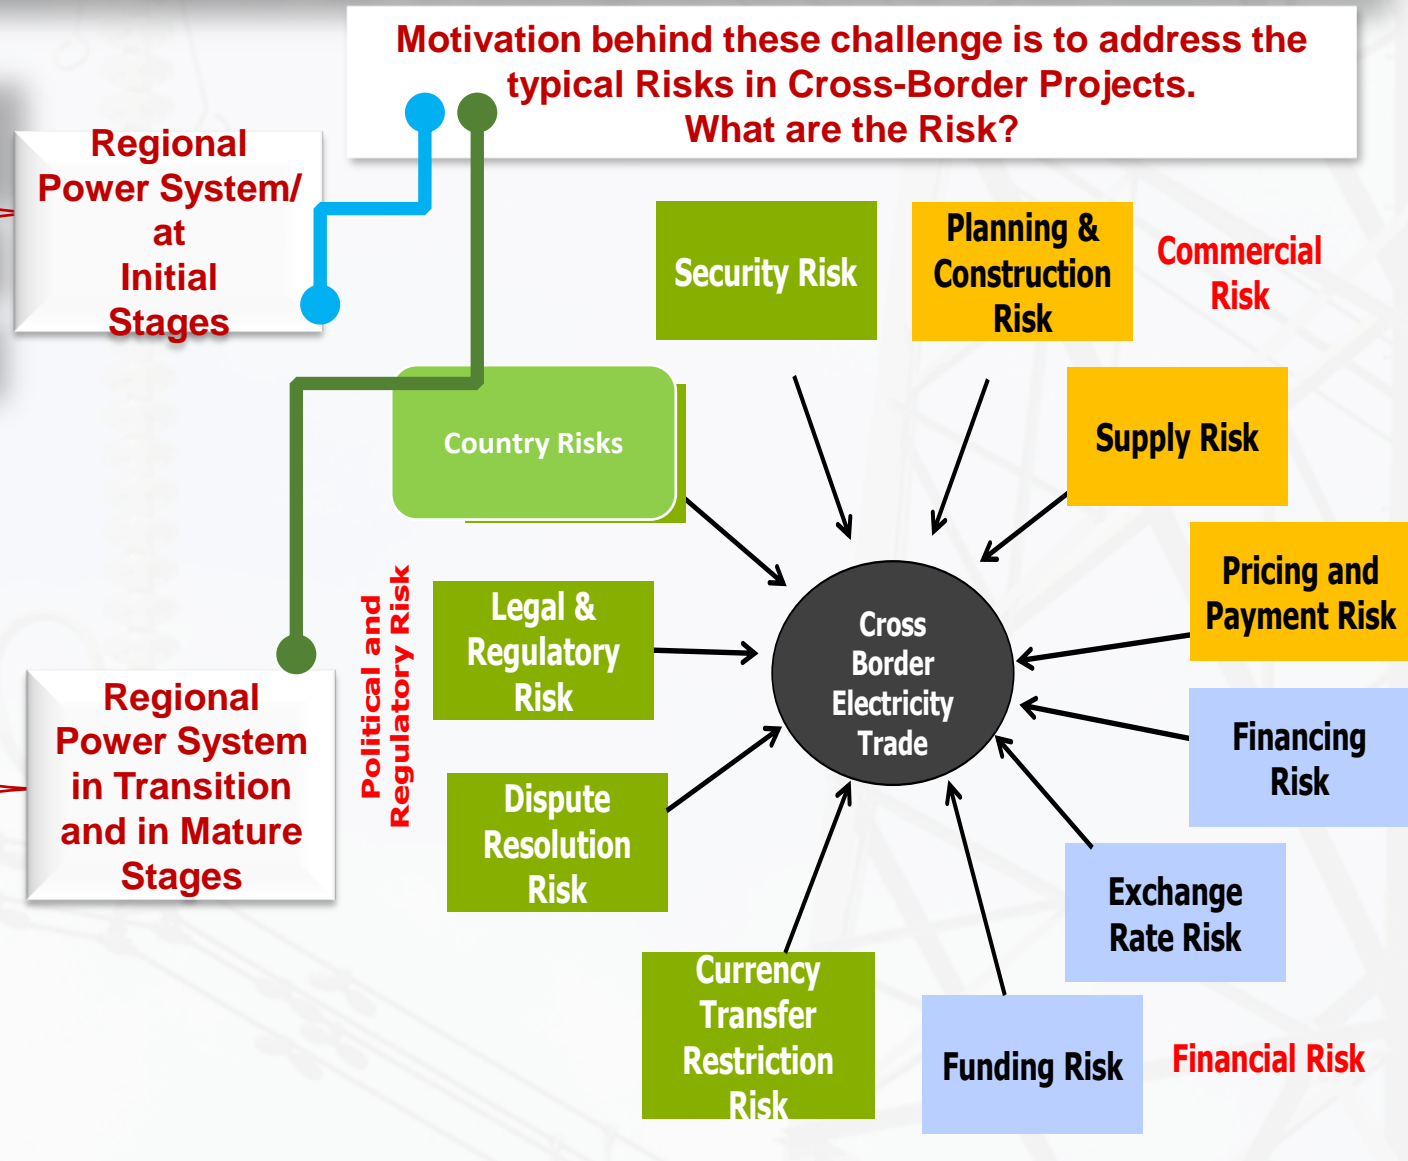 Motivation behind these challenge is to address the
typical Risks in Cross-Border Projects.
What are the Risk?
Regional
Power System/
at
Initial
Stages
Security Risk
Planning &
Construction
Risk
Commercial
Risk
Country Risks
Supply Risk
Political and
Regulatory Risk
Legal &
Regulatory
Risk
Cross
Border
Electricity
Trade
Pricing and
Payment Risk
Regional
Power System
in Transition
and in Mature
Stages
Financing
Risk
Dispute
Resolution
Risk
Exchange
Rate Risk
Currency
Transfer
Restriction
Risk
Funding Risk
Financial Risk